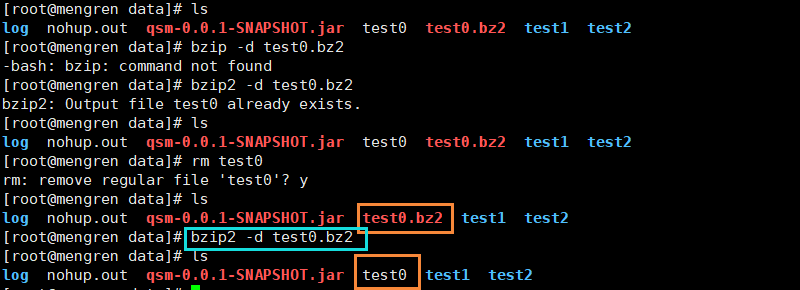 [root@mengren data]# ls
log  nohup.out  qsm-0.0.1-SNAPSHOT.jar  test0  test0.bz2  test1  test2
[root@mengren data]# bzip -d test0.bz2
-bash: bzip: command not found
[root@mengren data]# bzip2 -d test0.bz2
bzip2: Output file test0 already exists.
[root@mengren data]# ls
log  nohup.out  qsm-0.0.1-SNAPSHOT.jar  test0  test0.bz2  test1  test2
[root@mengren data]# rm test0
rm: remove regular file 'test0'? y
[root@mengren data]# ls
log  nohup.out  qsm-0.0.1-SNAPSHOT.jar  test0.bz2  test1  test2
[root@mengren data]# bzip2 -d test0.bz2
[root@mengren data]# ls
log  nohup.out  qsm-0.0.1-SNAPSHOT.jar  test0  test1  test2
[root@mengren data]#